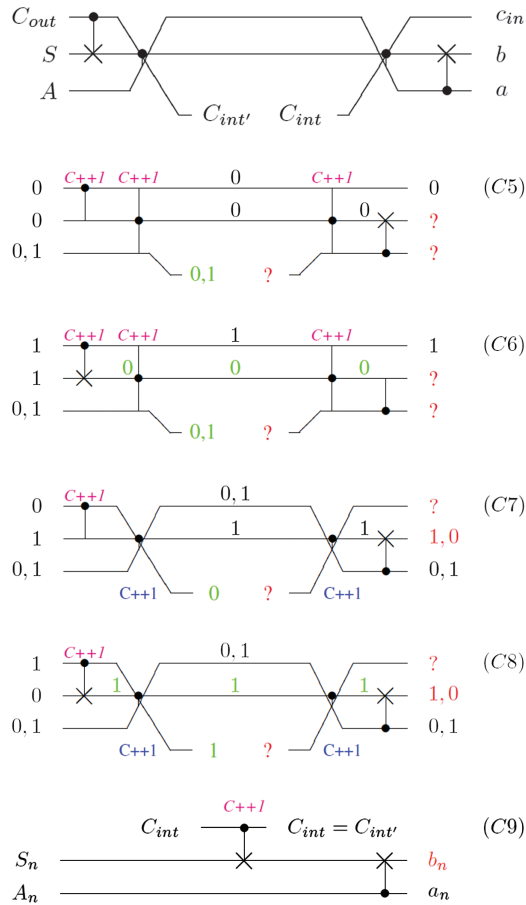 C_out c_in
S b
A a
C_int' C_int
C++1 C++1 0 C++1
0 0 (C5)
0 0 0 ?
0,1 ?
0,1 ?
C++1 C++1 1 C++1
1 1 (C6)
1 0 0 0 ?
0,1 ?
0,1 ?
C++1 0,1
0 ? (C7)
1 1 1 1,0
0,1 0,1
C++1 0 ? C++1
C++1 0,1
1 ? (C8)
0 1 1 1 1,0
0,1 0,1
C++1 1 ? C++1
C++1
C_int C_int = C_int' (C9)
S_n b_n
A_n a_n